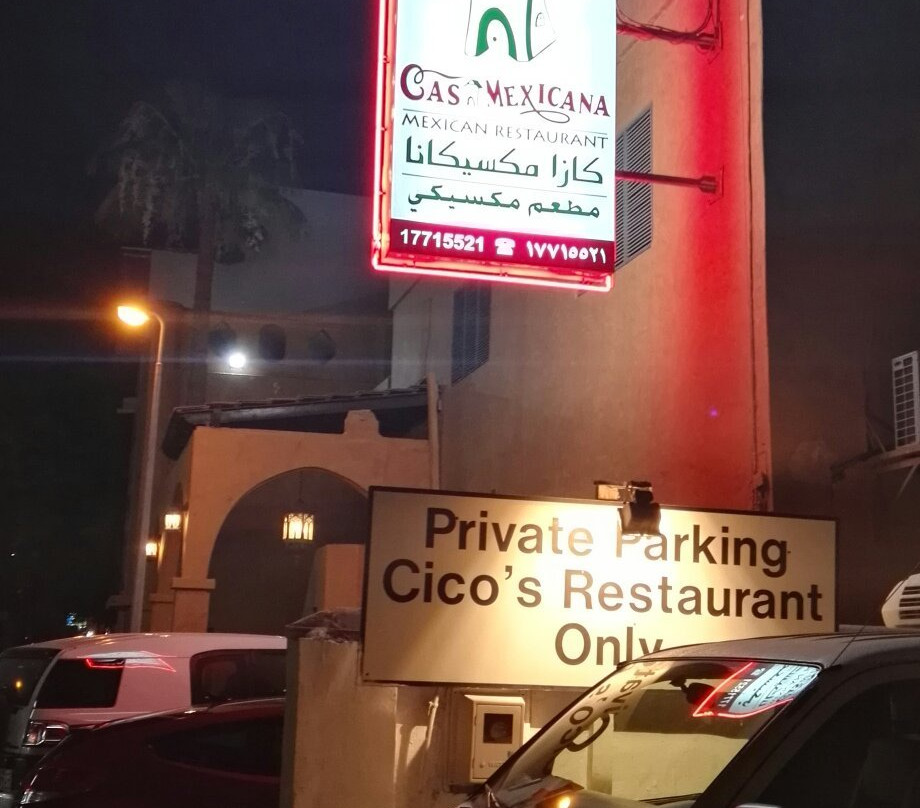 CASA MEXICANA
MEXICAN RESTAURANT
كازا مكسيكانا
مطعم مكسيكي
17715521 ☎ ١٧٧١٥٥٢١
Private Parking
Cico's Restaurant
Only